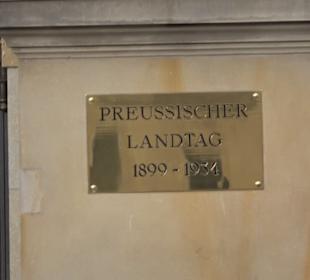 PREUSSISCHER
LANDTAG
1899 - 1934